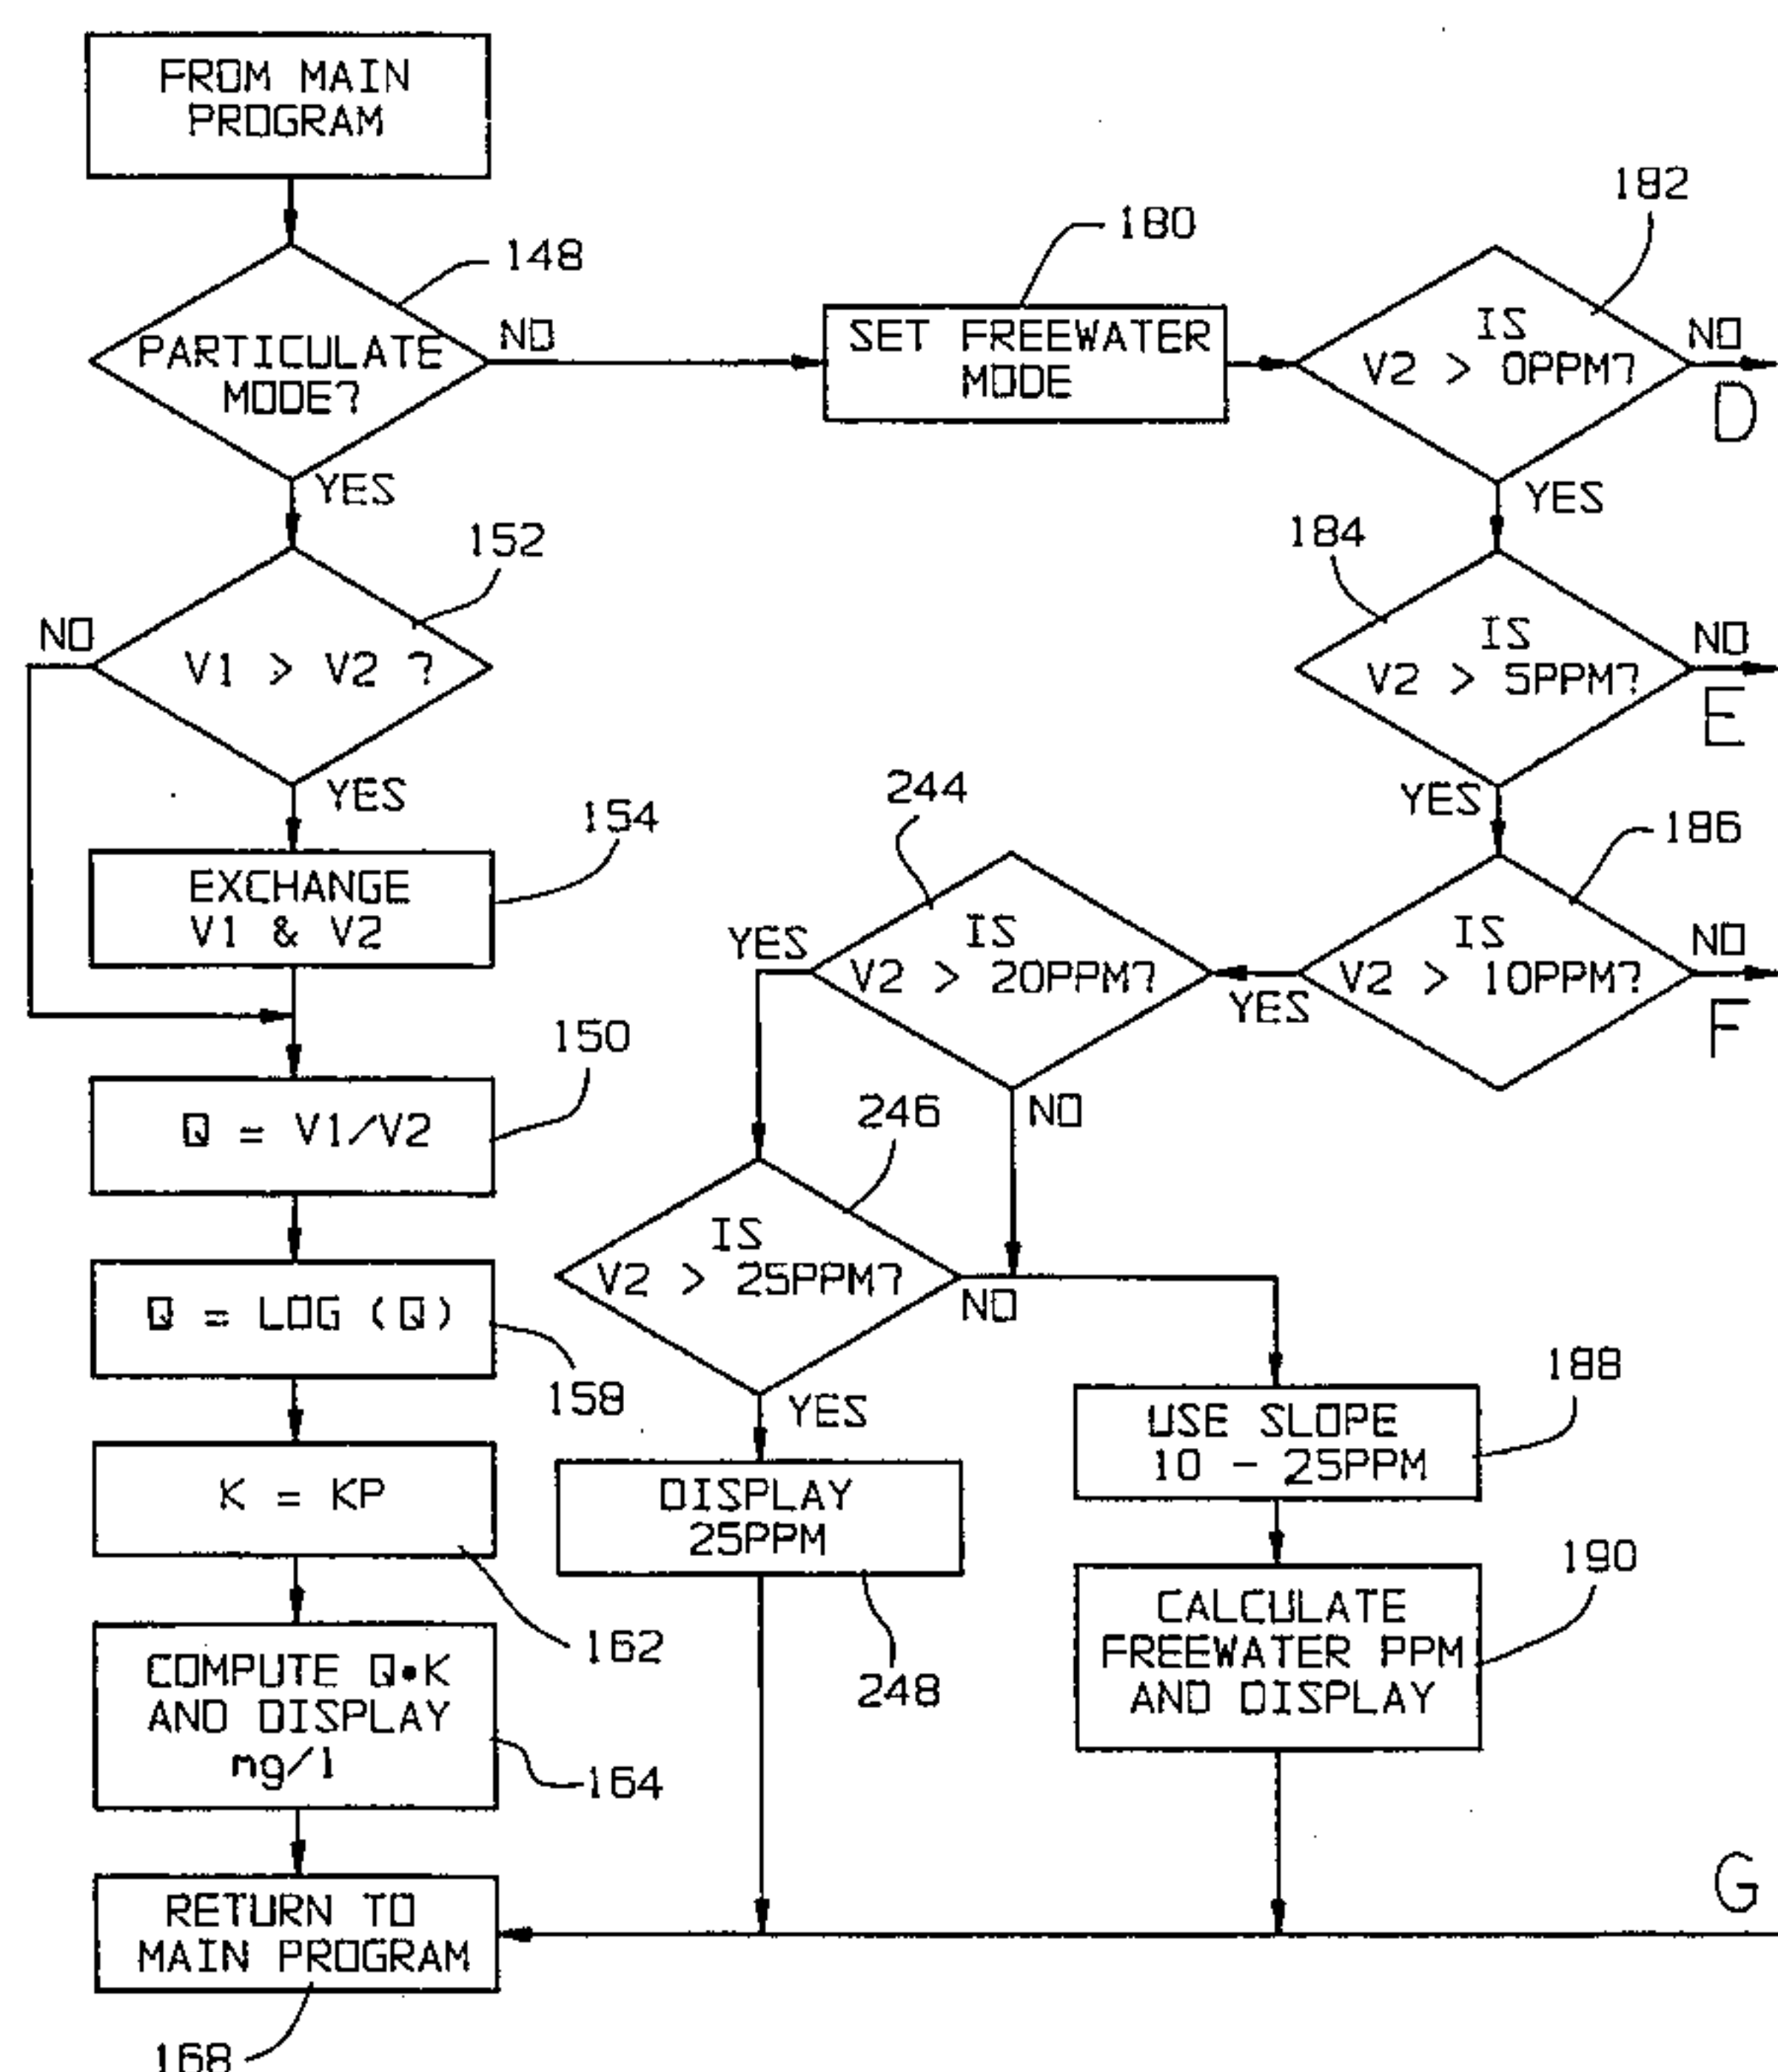 FROM MAIN
PROGRAM
148
PARTICULATE
MODE?
NO
YES
180
SET FREEWATER
MODE
182
IS
V2 > 0PPM?
NO
D
YES
152
V1 > V2 ?
NO
YES
184
IS
V2 > 5PPM?
NO
E
YES
154
EXCHANGE
V1 & V2
244
IS
V2 > 20PPM?
YES
NO
186
IS
V2 > 10PPM?
NO
F
YES
150
Q = V1/V2
246
IS
V2 > 25PPM?
NO
YES
Q = LOG (Q)
158
188
USE SLOPE
10 - 25PPM
K = KP
162
DISPLAY
25PPM
248
190
CALCULATE
FREEWATER PPM
AND DISPLAY
COMPUTE Q•K
AND DISPLAY
mg/l
164
G
RETURN TO
MAIN PROGRAM
168